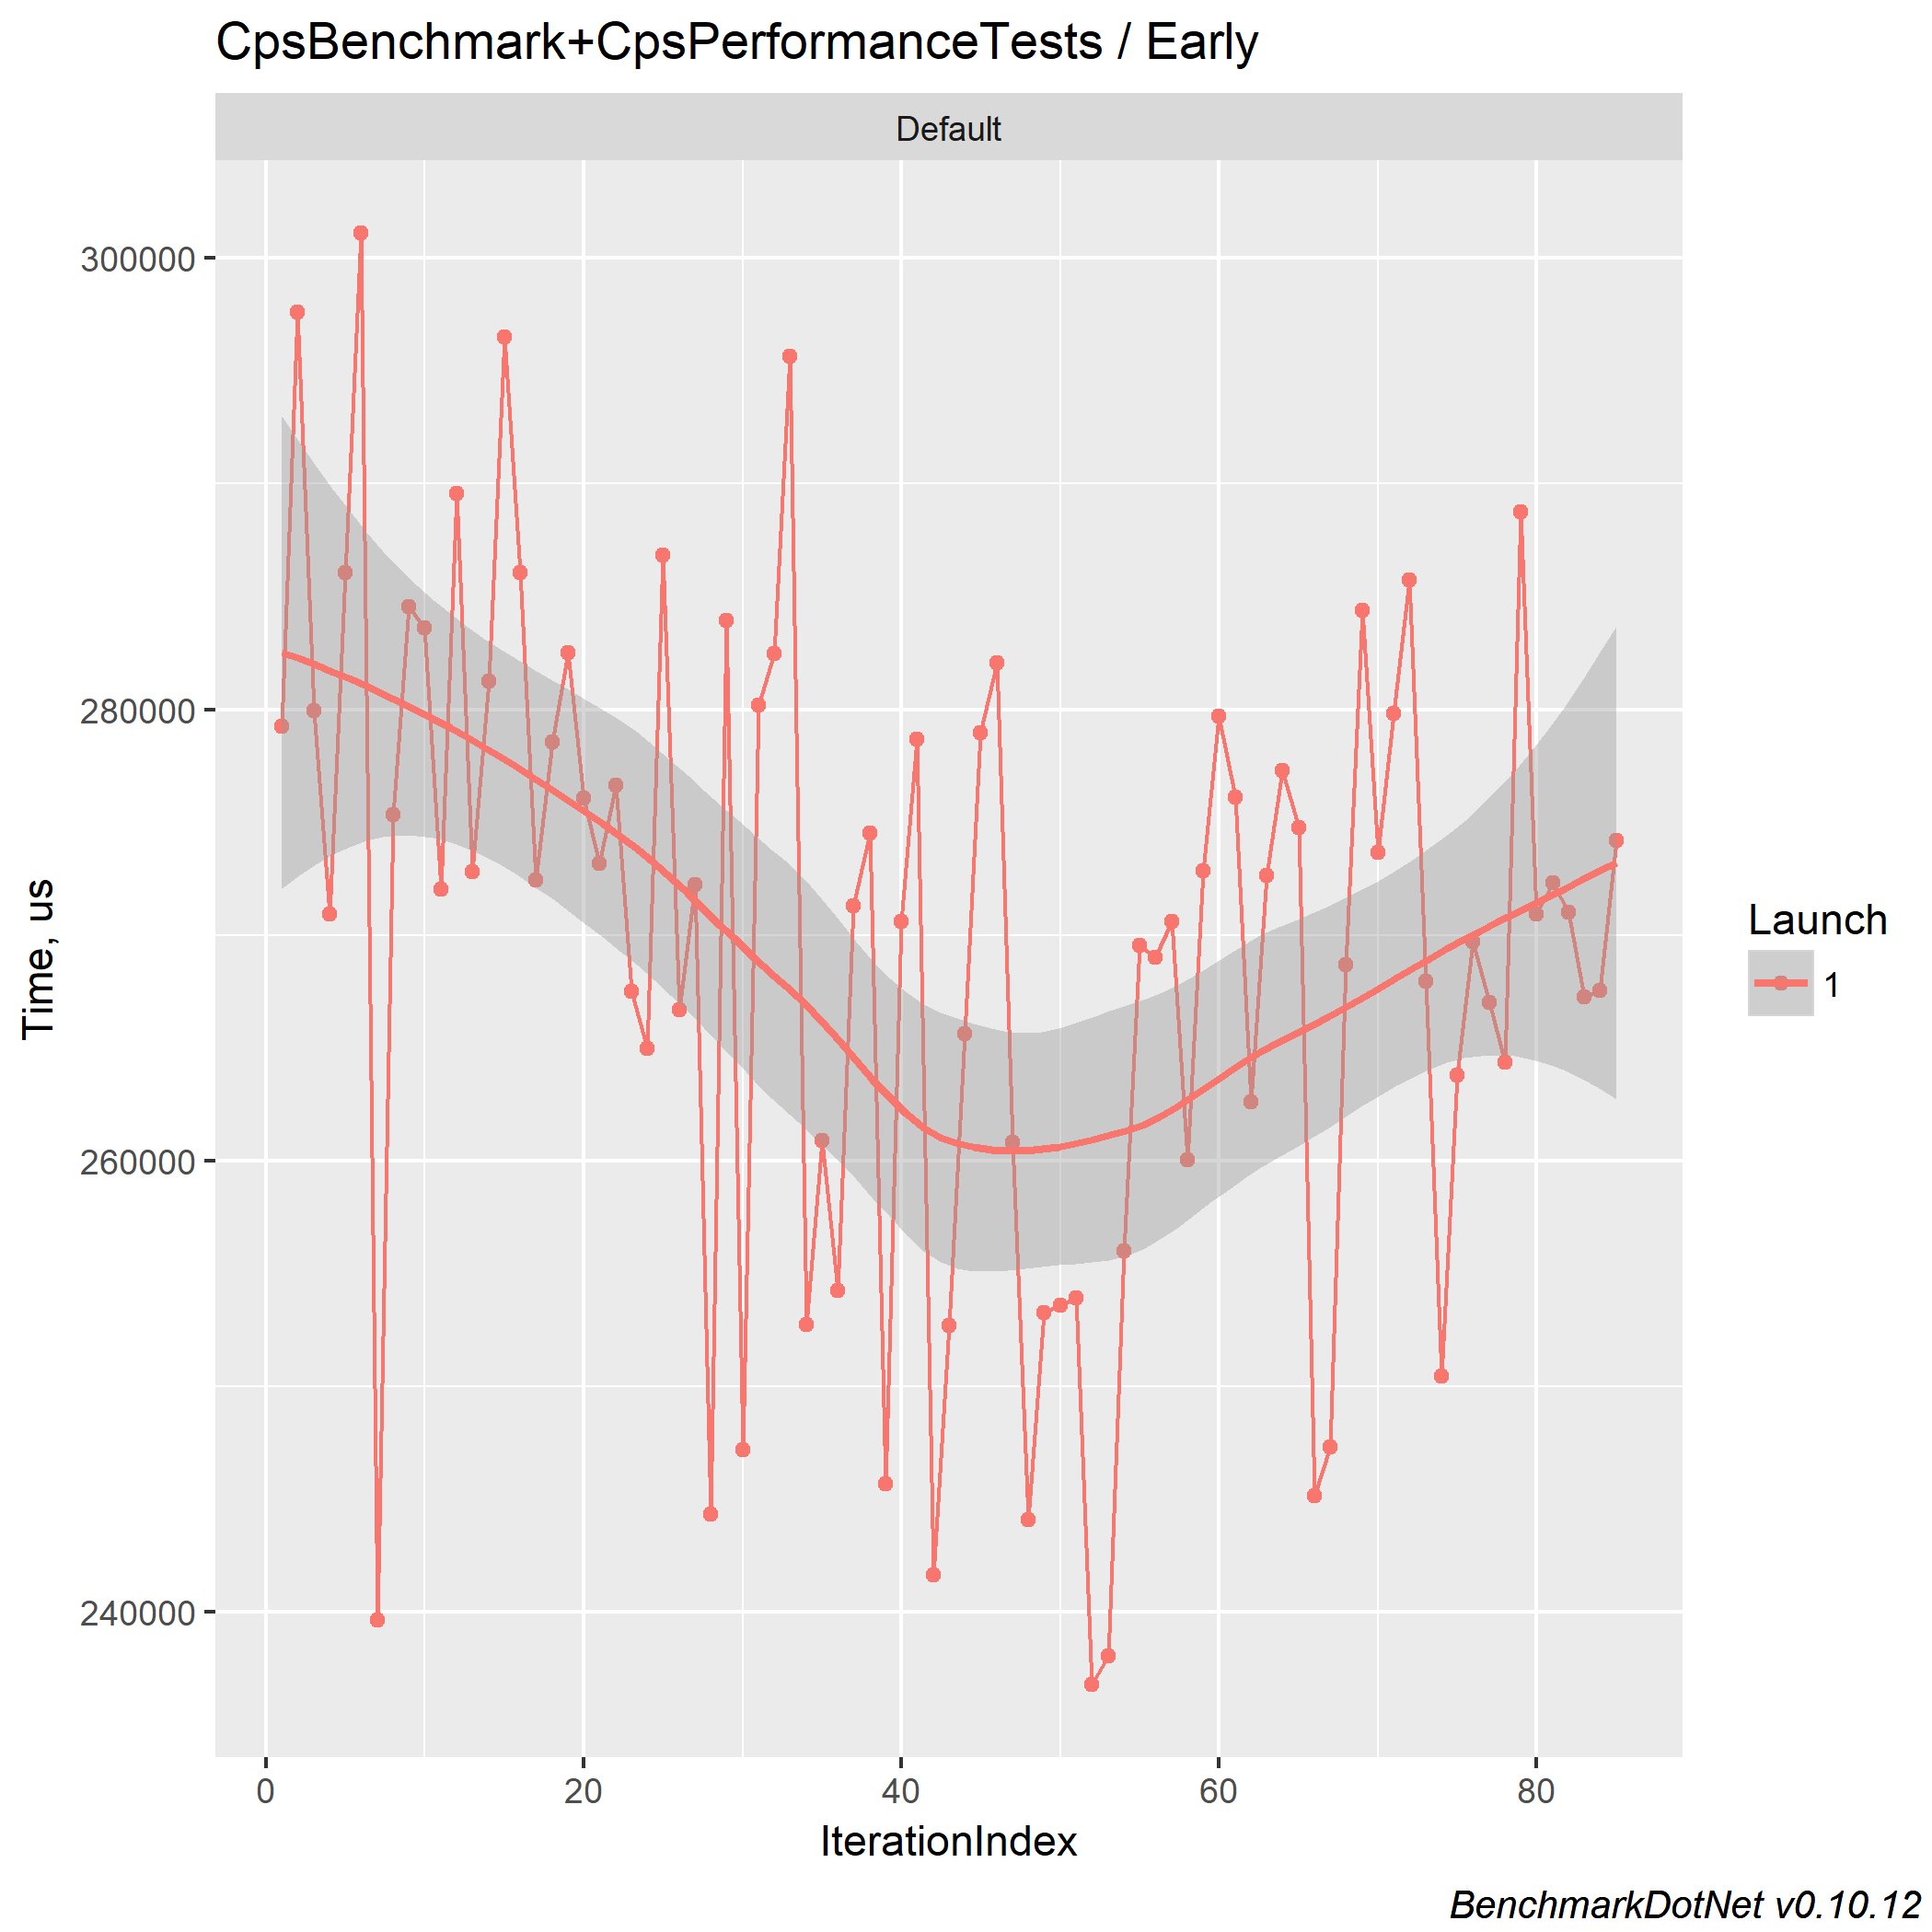 CpsBenchmark+CpsPerformanceTests / Early
Default
300000
280000
260000
240000
Time, us
0 20 40 60 80
IterationIndex
Launch
1
BenchmarkDotNet v0.10.12